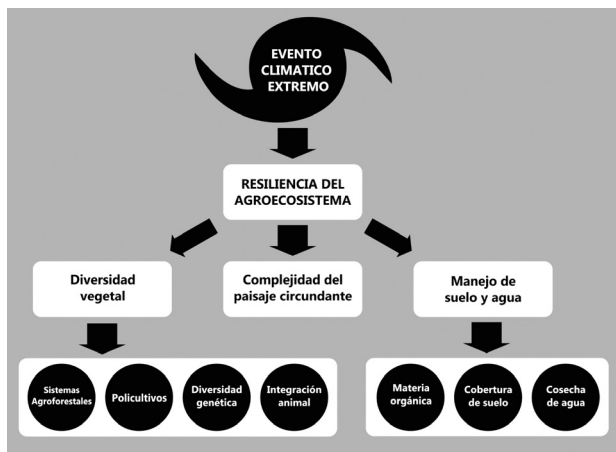 EVENTO
CLIMATICO
EXTREMO
RESILIENCIA DEL
AGROECOSISTEMA
Diversidad
vegetal
Complejidad del
paisaje circundante
Manejo de
suelo y agua
Sistemas
Agroforestales
Policultivos
Diversidad
genética
Integración
animal
Materia
orgánica
Cobertura
de suelo
Cosecha
de agua